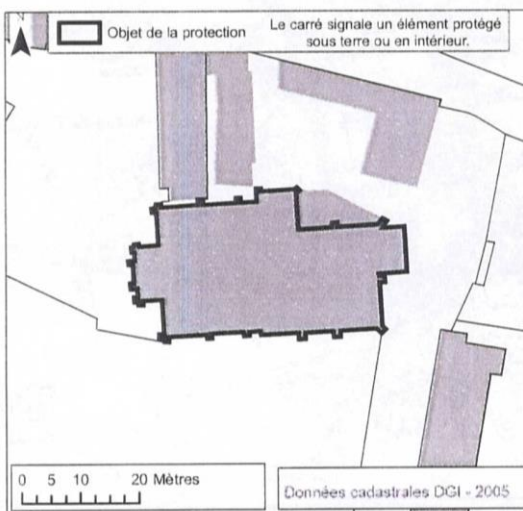 Objet de la protection
Le carré signale un élément protégé
sous terre ou en intérieur.
0 5 10 20 Mètres
Données cadastrales DGI - 2005